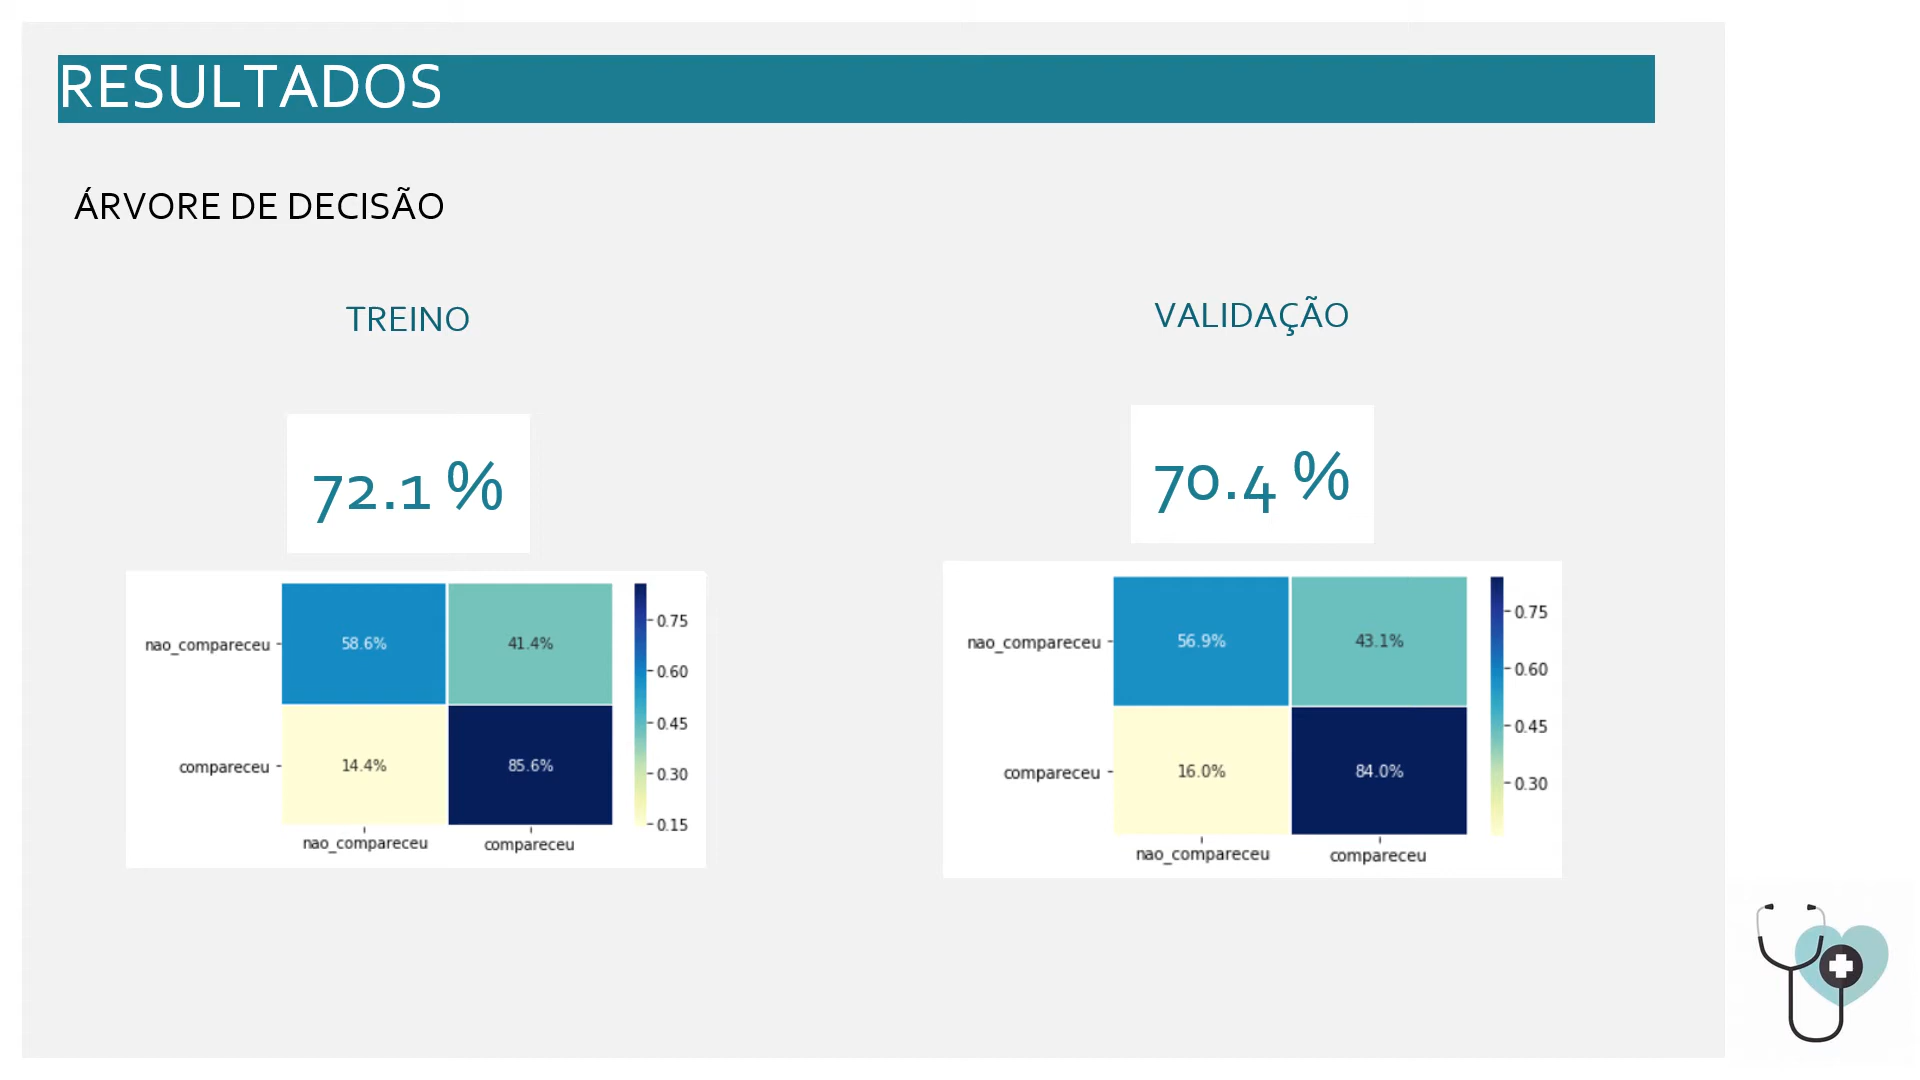 RESULTADOS
ÁRVORE DE DECISÃO
TREINO
72.1 %
nao_compareceu
58.6%
41.4%
compareceu
14.4%
85.6%
nao_compareceu
compareceu
0.75
0.60
0.45
0.30
0.15
VALIDAÇÃO
70.4 %
nao_compareceu
56.9%
43.1%
compareceu
16.0%
84.0%
nao_compareceu
compareceu
0.75
0.60
0.45
0.30